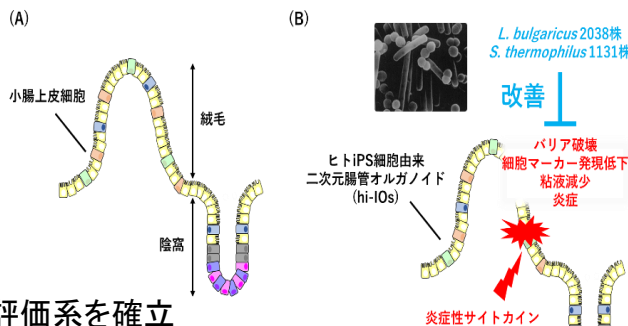 (A)
小腸上皮細胞
絨毛
陰窩
評価系を確立
(B)
L. bulgaricus 2038株
S. thermophilus 1131株
改善
バリア破壊
細胞マーカー発現低下
粘液減少
炎症
ヒトiPS細胞由来
二次元腸管オルガノイド
(hi-IOs)
炎症性サイトカイン